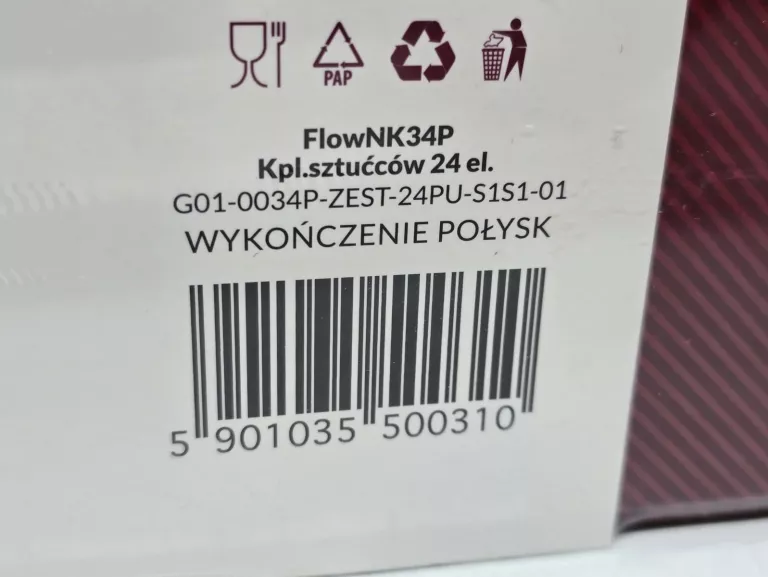 PAP
FlowNK34P
Kpl.sztućców 24 el.
G01-0034P-ZEST-24PU-S1S1-01
WYKOŃCZENIE POŁYSK
5 901035 500310